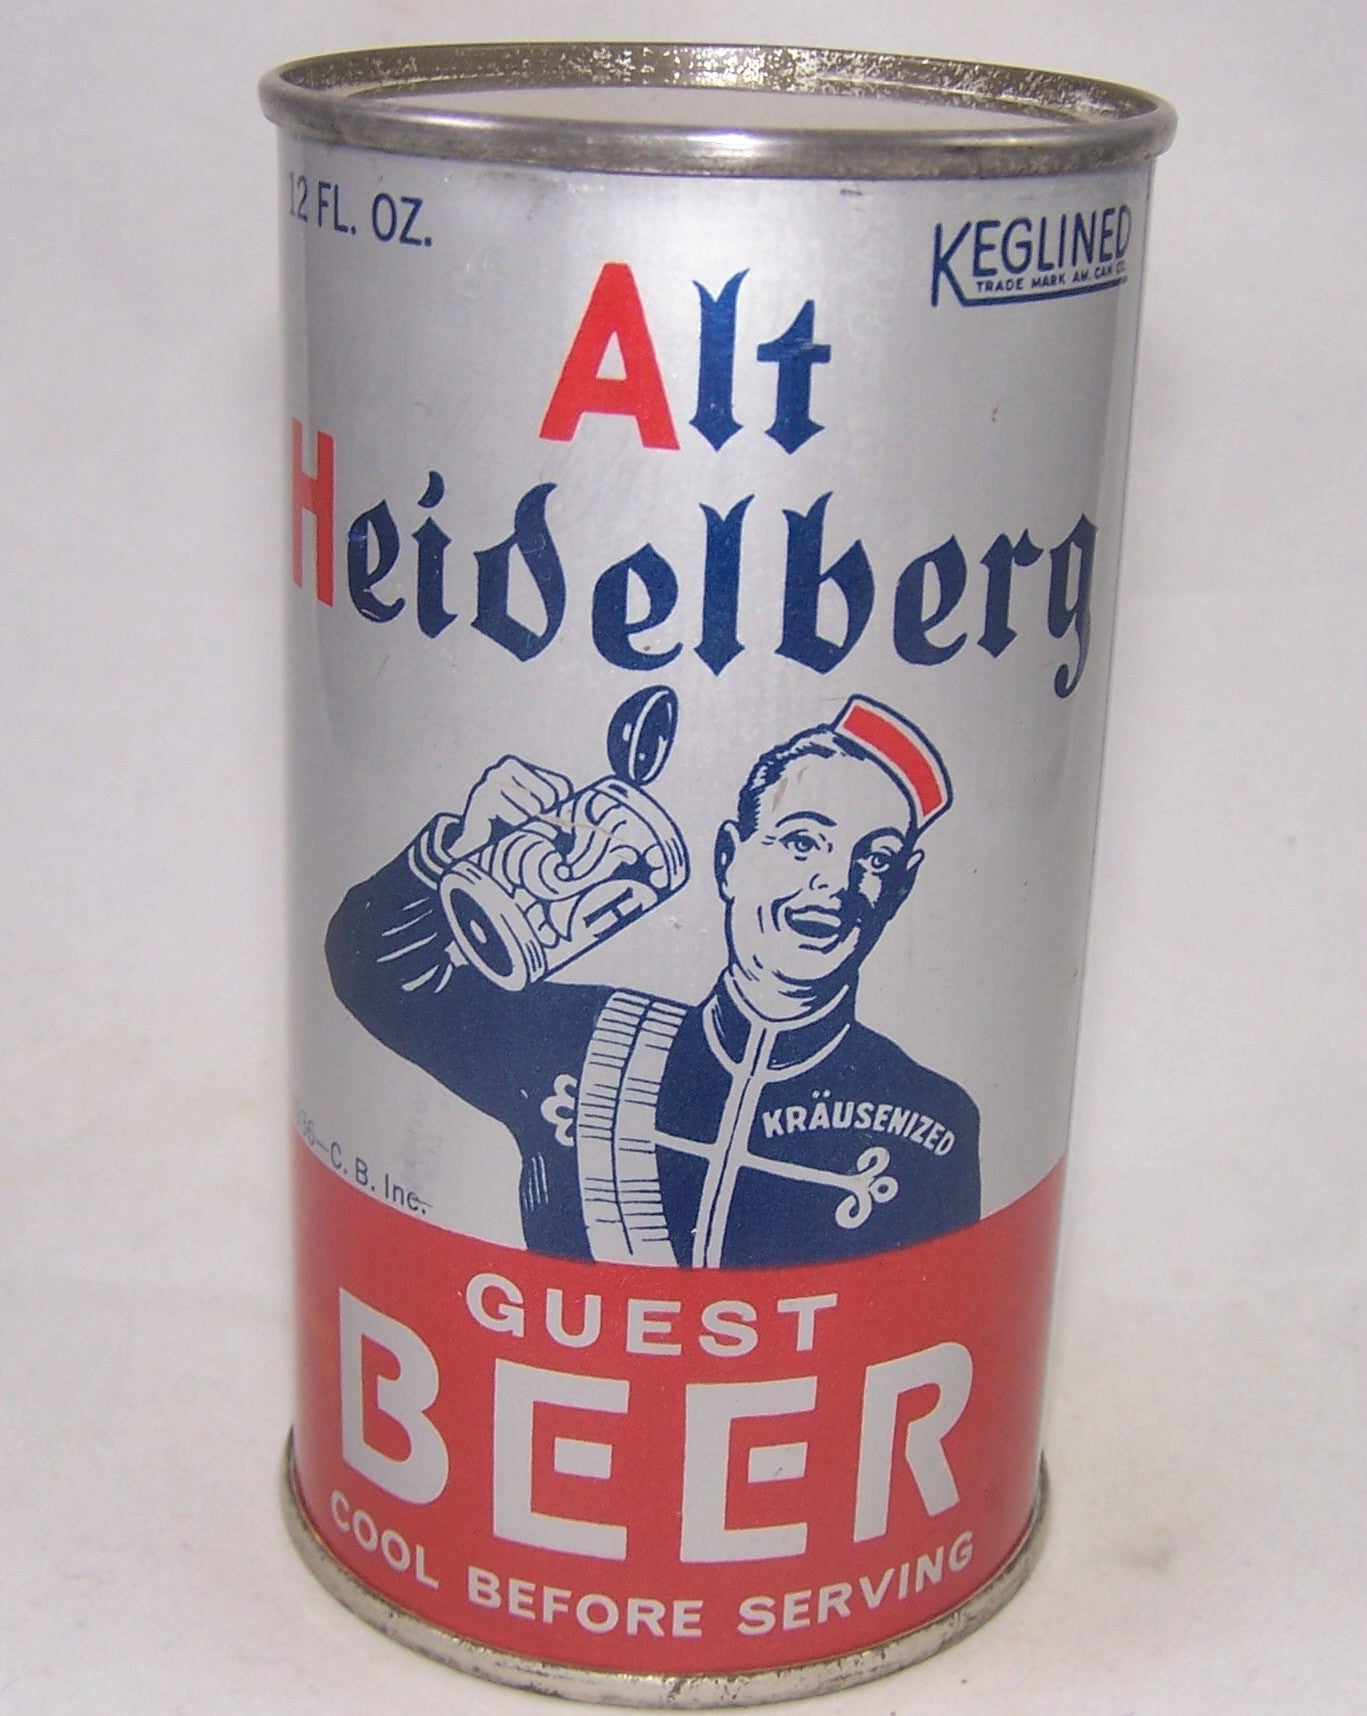 12 FL. OZ.
KEGLINED
TRADE MARK AM. CAN CO.
Alt
Heidelberg
H
KRÄUSENIZED
C. B. Inc.
GUEST
BEER
COOL BEFORE SERVING